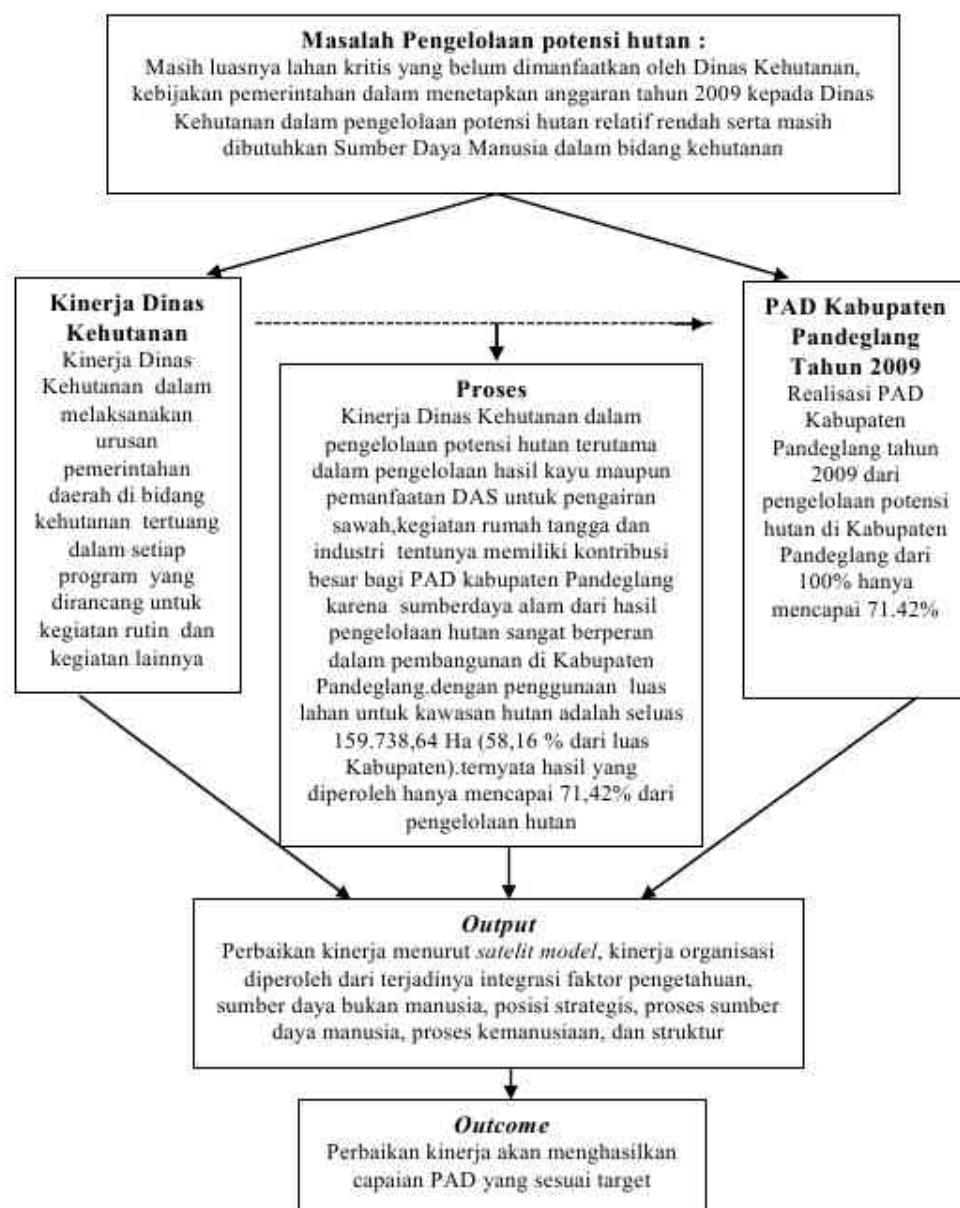 Masalah Pengelolaan potensi hutan :
Masih luasnya lahan kritis yang belum dimanfaatkan oleh Dinas Kehutanan,
kebijakan pemerintahan dalam menetapkan anggaran tahun 2009 kepada Dinas
Kehutanan dalam pengelolaan potensi hutan relatif rendah serta masih
dibutuhkan Sumber Daya Manusia dalam bidang kehutanan
Kinerja Dinas
Kehutanan
Kinerja Dinas
Kehutanan dalam
melaksanakan
urusan
pemerintahan
daerah di bidang
kehutanan tertuang
dalam setiap
program yang
dirancang untuk
kegiatan rutin dan
kegiatan lainnya
Proses
Kinerja Dinas Kehutanan dalam
pengelolaan potensi hutan terutama
dalam pengelolaan hasil kayu maupun
pemanfaatan DAS untuk pengairan
sawah,kegiatan rumah tangga dan
industri tentunya memiliki kontribusi
besar bagi PAD kabupaten Pandeglang
karena sumberdaya alam dari hasil
pengelolaan hutan sangat berperan
dalam pembangunan di Kabupaten
Pandeglang.dengan penggunaan luas
lahan untuk kawasan hutan adalah seluas
159.738,64 Ha (58,16 % dari luas
Kabupaten).ternyata hasil yang
diperoleh hanya mencapai 71,42% dari
pengelolaan hutan
PAD Kabupaten
Pandeglang
Tahun 2009
Realisasi PAD
Kabupaten
Pandeglang tahun
2009 dari
pengelolaan potensi
hutan di Kabupaten
Pandeglang dari
100% hanya
mencapai 71.42%
Output
Perbaikan kinerja menurut satelit model, kinerja organisasi
diperoleh dari terjadinya integrasi faktor pengetahuan,
sumber daya bukan manusia, posisi strategis, proses sumber
daya manusia, proses kemanusiaan, dan struktur
Outcome
Perbaikan kinerja akan menghasilkan
capaian PAD yang sesuai target